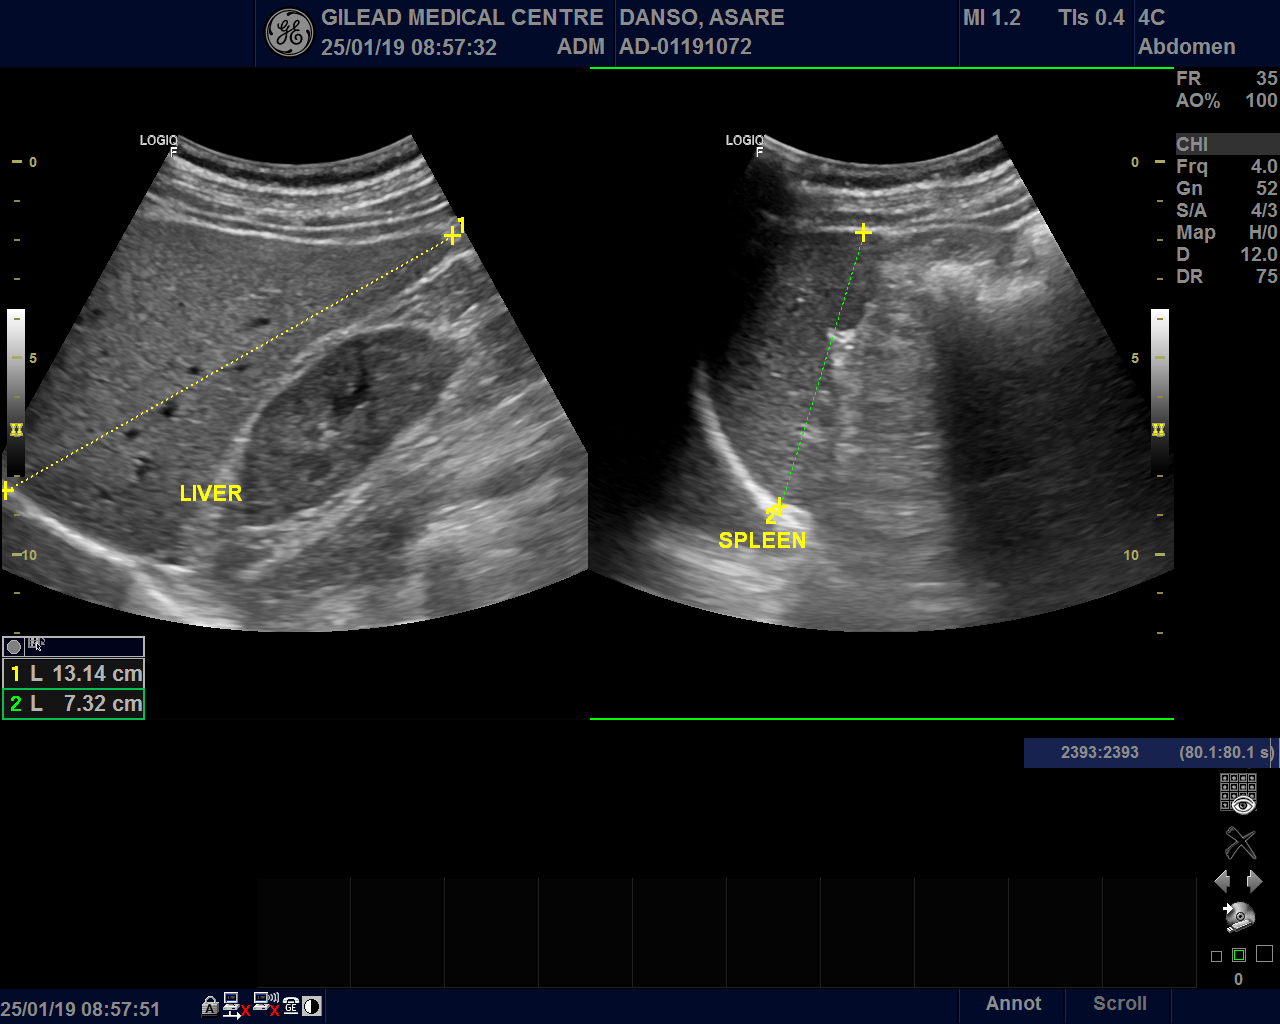 GILEAD MEDICAL CENTRE
25/01/19 08:57:32 ADM
DANSO, ASARE
AD-01191072
MI 1.2 TIs 0.4
4C
Abdomen
FR 35
AO% 100
CHI
Frq 4.0
Gn 52
S/A 4/3
Map H/0
D 12.0
DR 75
LOGIQ
F
0
5
10
1
LIVER
LOGIQ
F
0
5
10
2
SPLEEN
1 L 13.14 cm
2 L 7.32 cm
2393:2393 (80.1:80.1 s)
0
25/01/19 08:57:51
A
GE
Annot
Scroll